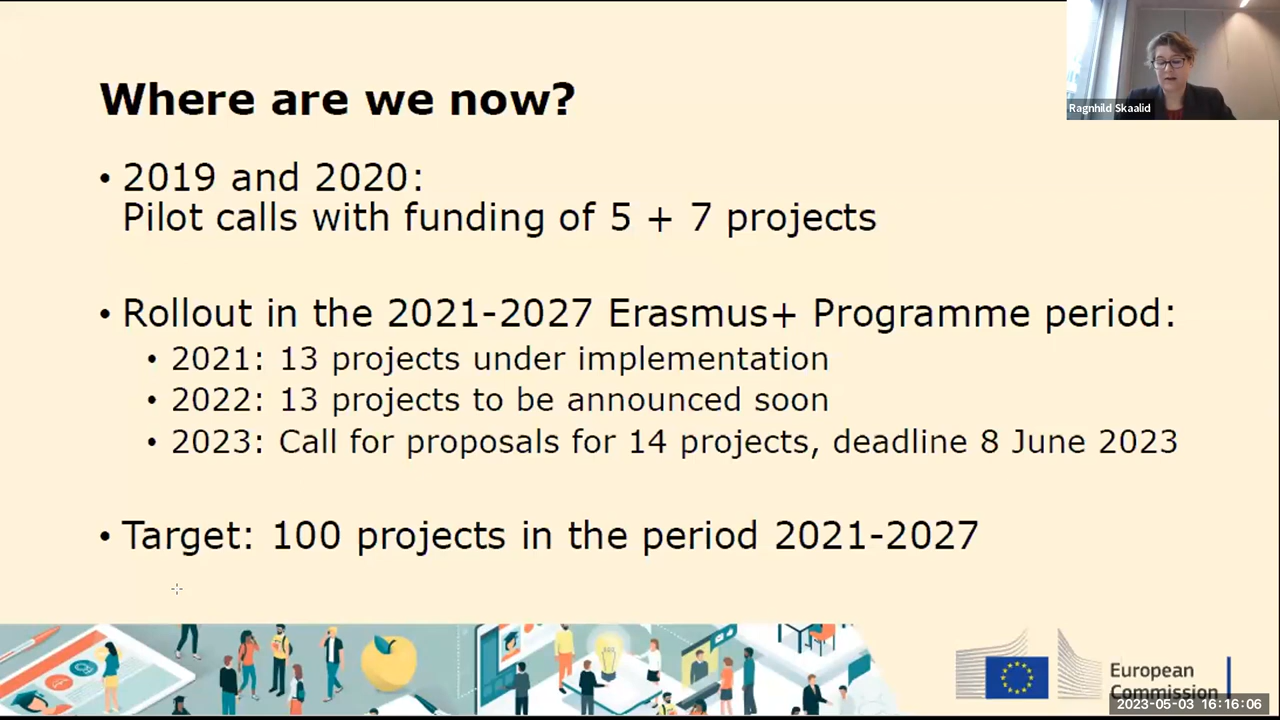 Where are we now?
Ragnhild Skaalid
• 2019 and 2020:
Pilot calls with funding of 5 + 7 projects
• Rollout in the 2021-2027 Erasmus+ Programme period:
• 2021: 13 projects under implementation
• 2022: 13 projects to be announced soon
• 2023: Call for proposals for 14 projects, deadline 8 June 2023
• Target: 100 projects in the period 2021-2027
European
Commission
2023-05-03 16:16:06